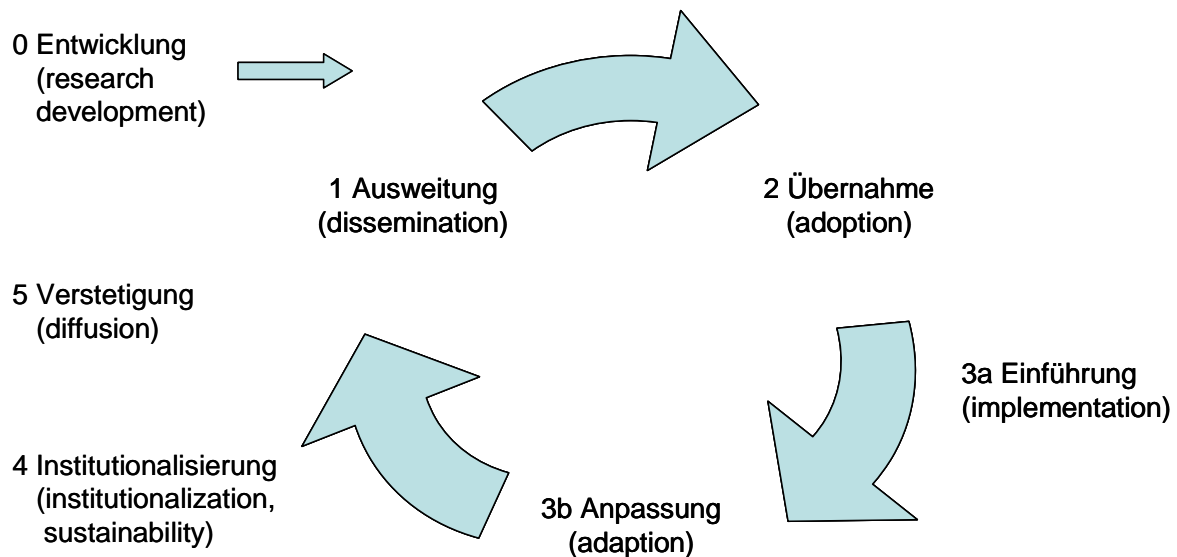 0 Entwicklung
(research
development)
1 Ausweitung
(dissemination)
2 Übernahme
(adoption)
3a Einführung
(implementation)
3b Anpassung
(adaption)
4 Institutionalisierung
(institutionalization,
sustainability)
5 Verstetigung
(diffusion)